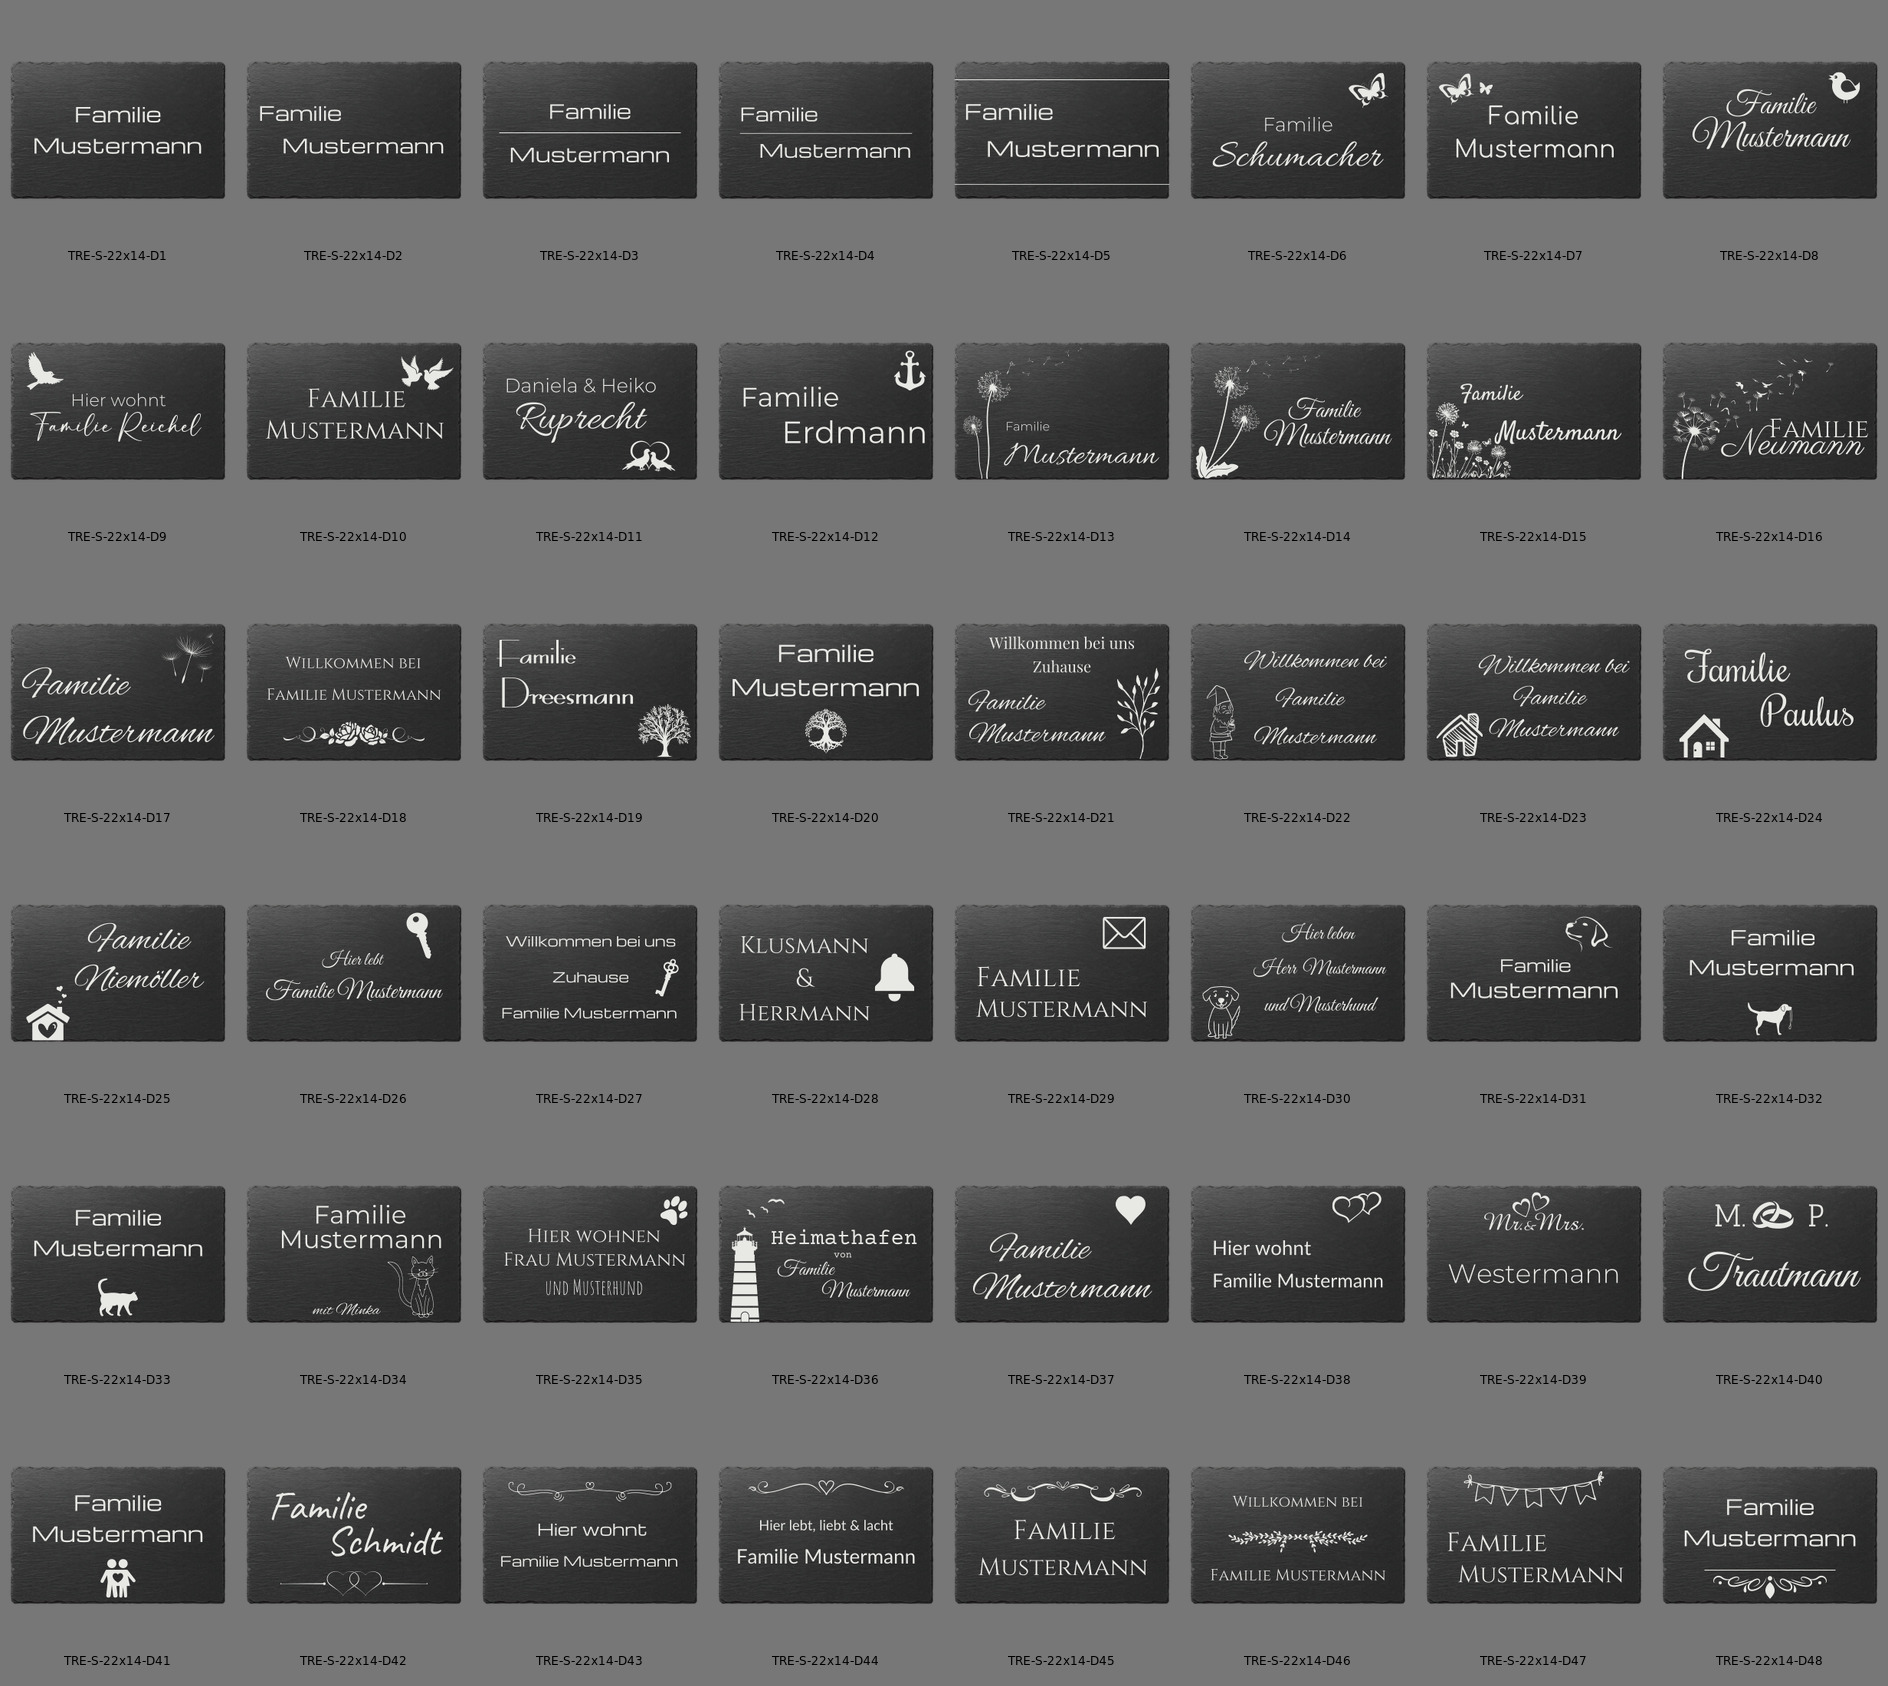 Familie
Mustermann
TRE-S-22x14-D1
Familie
Mustermann
TRE-S-22x14-D2
Familie
Mustermann
TRE-S-22x14-D3
Familie
Mustermann
TRE-S-22x14-D4
Familie
Mustermann
TRE-S-22x14-D5
Familie
Schumacher
TRE-S-22x14-D6
Familie
Mustermann
TRE-S-22x14-D7
Familie
Mustermann
TRE-S-22x14-D8
Hier wohnt
Familie Reichel
TRE-S-22x14-D9
FAMILIE
MUSTERMANN
TRE-S-22x14-D10
Daniela & Heiko
Ruprecht
TRE-S-22x14-D11
Familie
Erdmann
TRE-S-22x14-D12
Familie
Mustermann
TRE-S-22x14-D13
Familie
Mustermann
TRE-S-22x14-D14
Familie
Mustermann
TRE-S-22x14-D15
FAMILIE
Neumann
TRE-S-22x14-D16
Familie
Mustermann
TRE-S-22x14-D17
WILLKOMMEN BEI
FAMILIE MUSTERMANN
TRE-S-22x14-D18
Familie
Dreesmann
TRE-S-22x14-D19
Familie
Mustermann
TRE-S-22x14-D20
Willkommen bei uns
Zuhause
Familie
Mustermann
TRE-S-22x14-D21
Willkommen bei
Familie
Mustermann
TRE-S-22x14-D22
Willkommen bei
Familie
Mustermann
TRE-S-22x14-D23
Familie
Paulus
TRE-S-22x14-D24
Familie
Niemöller
TRE-S-22x14-D25
Hier lebt
Familie Mustermann
TRE-S-22x14-D26
Willkommen bei uns
Zuhause
Familie Mustermann
TRE-S-22x14-D27
KLUSMANN
&
HERRMANN
TRE-S-22x14-D28
FAMILIE
MUSTERMANN
TRE-S-22x14-D29
Hier leben
Herr Mustermann
und Musterhund
TRE-S-22x14-D30
Familie
Mustermann
TRE-S-22x14-D31
Familie
Mustermann
TRE-S-22x14-D32
Familie
Mustermann
TRE-S-22x14-D33
Familie
Mustermann
mit Minka
TRE-S-22x14-D34
HIER WOHNEN
FRAU MUSTERMANN
UND MUSTERHUND
TRE-S-22x14-D35
Heimathafen
von
Familie
Mustermann
TRE-S-22x14-D36
Familie
Mustermann
TRE-S-22x14-D37
Hier wohnt
Familie Mustermann
TRE-S-22x14-D38
Mr. & Mrs.
Westermann
TRE-S-22x14-D39
M. P.
Trautmann
TRE-S-22x14-D40
Familie
Mustermann
TRE-S-22x14-D41
Familie
Schmidt
TRE-S-22x14-D42
Hier wohnt
Familie Mustermann
TRE-S-22x14-D43
Hier lebt, liebt & lacht
Familie Mustermann
TRE-S-22x14-D44
FAMILIE
MUSTERMANN
TRE-S-22x14-D45
WILLKOMMEN BEI
FAMILIE MUSTERMANN
TRE-S-22x14-D46
FAMILIE
MUSTERMANN
TRE-S-22x14-D47
Familie
Mustermann
TRE-S-22x14-D48